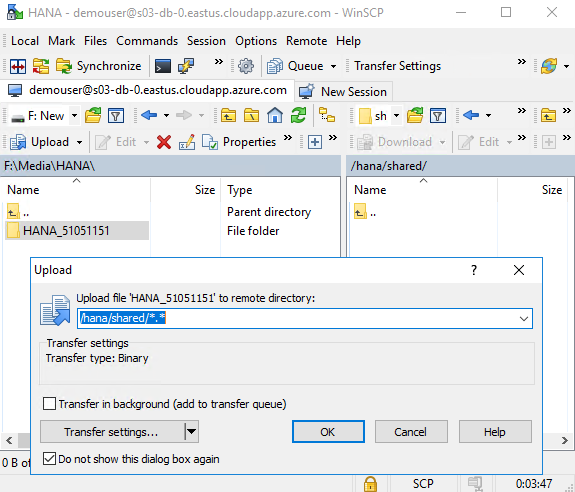 HANA - demouser@s03-db-0.eastus.cloudapp.azure.com - WinSCP
Local Mark Files Commands Session Options Remote Help
Synchronize » Queue Transfer Settings »
demouser@s03-db-0.eastus.cloudapp.azure.com New Session
F: New » sh »
Upload Edit Properties » Download Edit »
F:\Media\HANA\ /hana/shared/
Name Size Type Name Size
.. Parent directory ..
HANA_51051151 File folder
Upload ?
Upload file 'HANA_51051151' to remote directory:
/hana/shared/*.*
Transfer settings
Transfer type: Binary
Transfer in background (add to transfer queue)
Transfer settings... OK Cancel Help
0 B of
Do not show this dialog box again
SCP 0:03:47